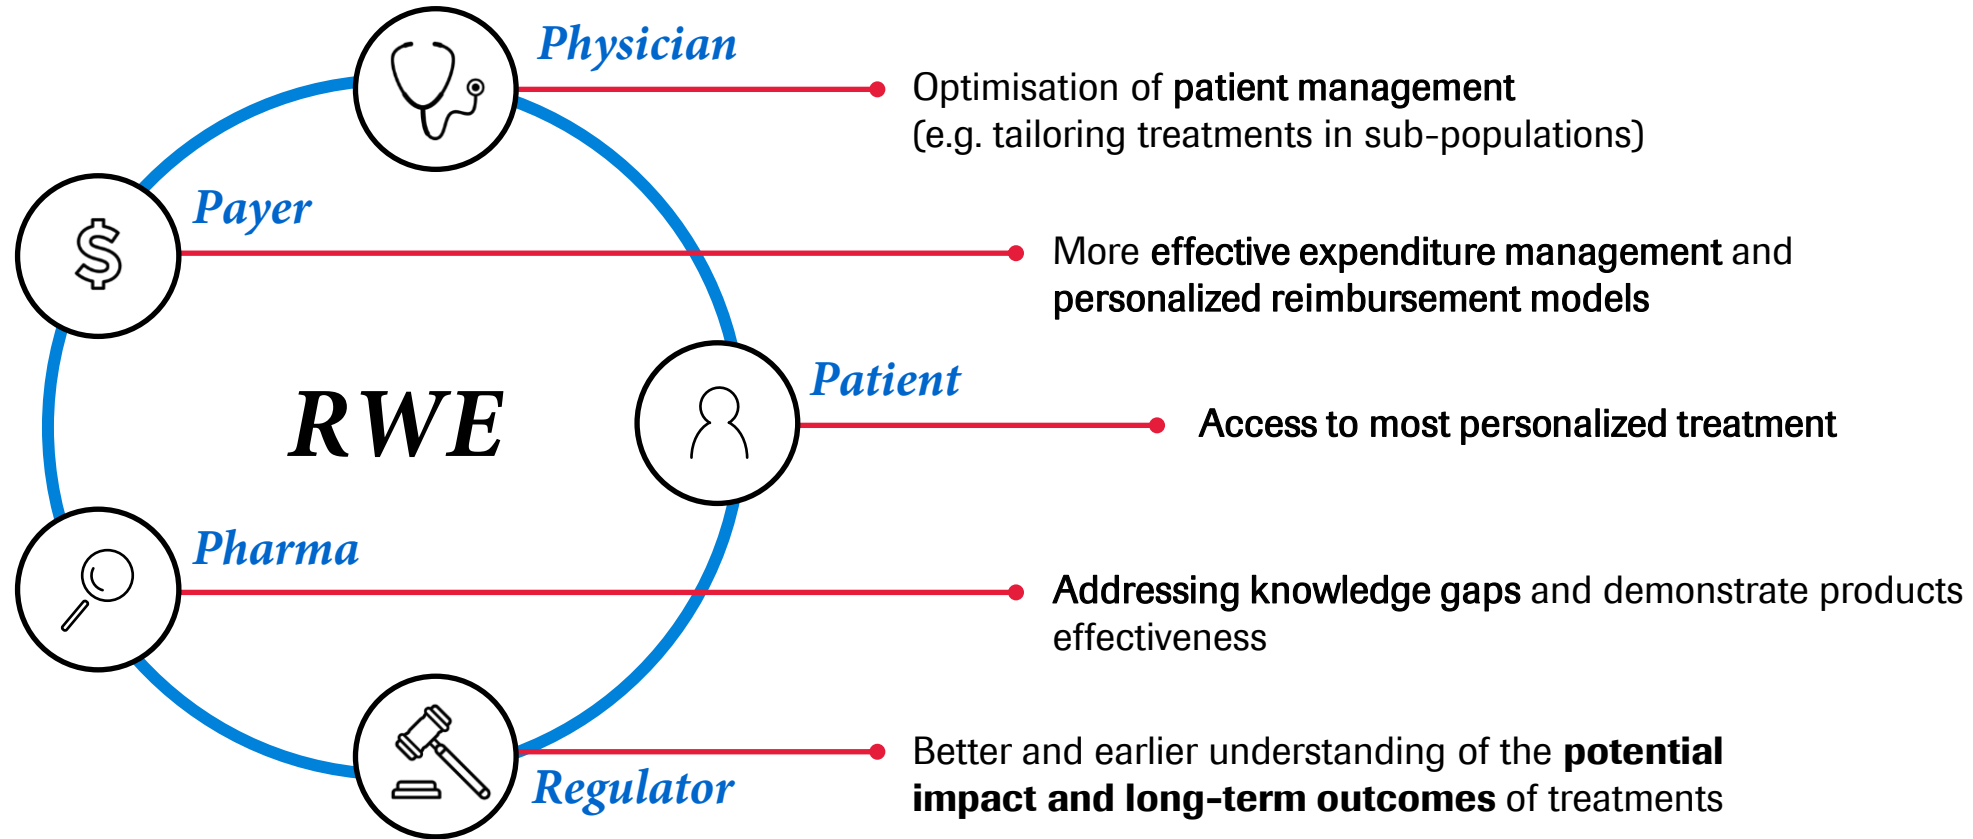 Physician
Optimisation of patient management
(e.g. tailoring treatments in sub-populations)
Payer
$
More effective expenditure management and
personalized reimbursement models
RWE
Patient
Access to most personalized treatment
Pharma
Addressing knowledge gaps and demonstrate products
effectiveness
Regulator
Better and earlier understanding of the potential
impact and long-term outcomes of treatments